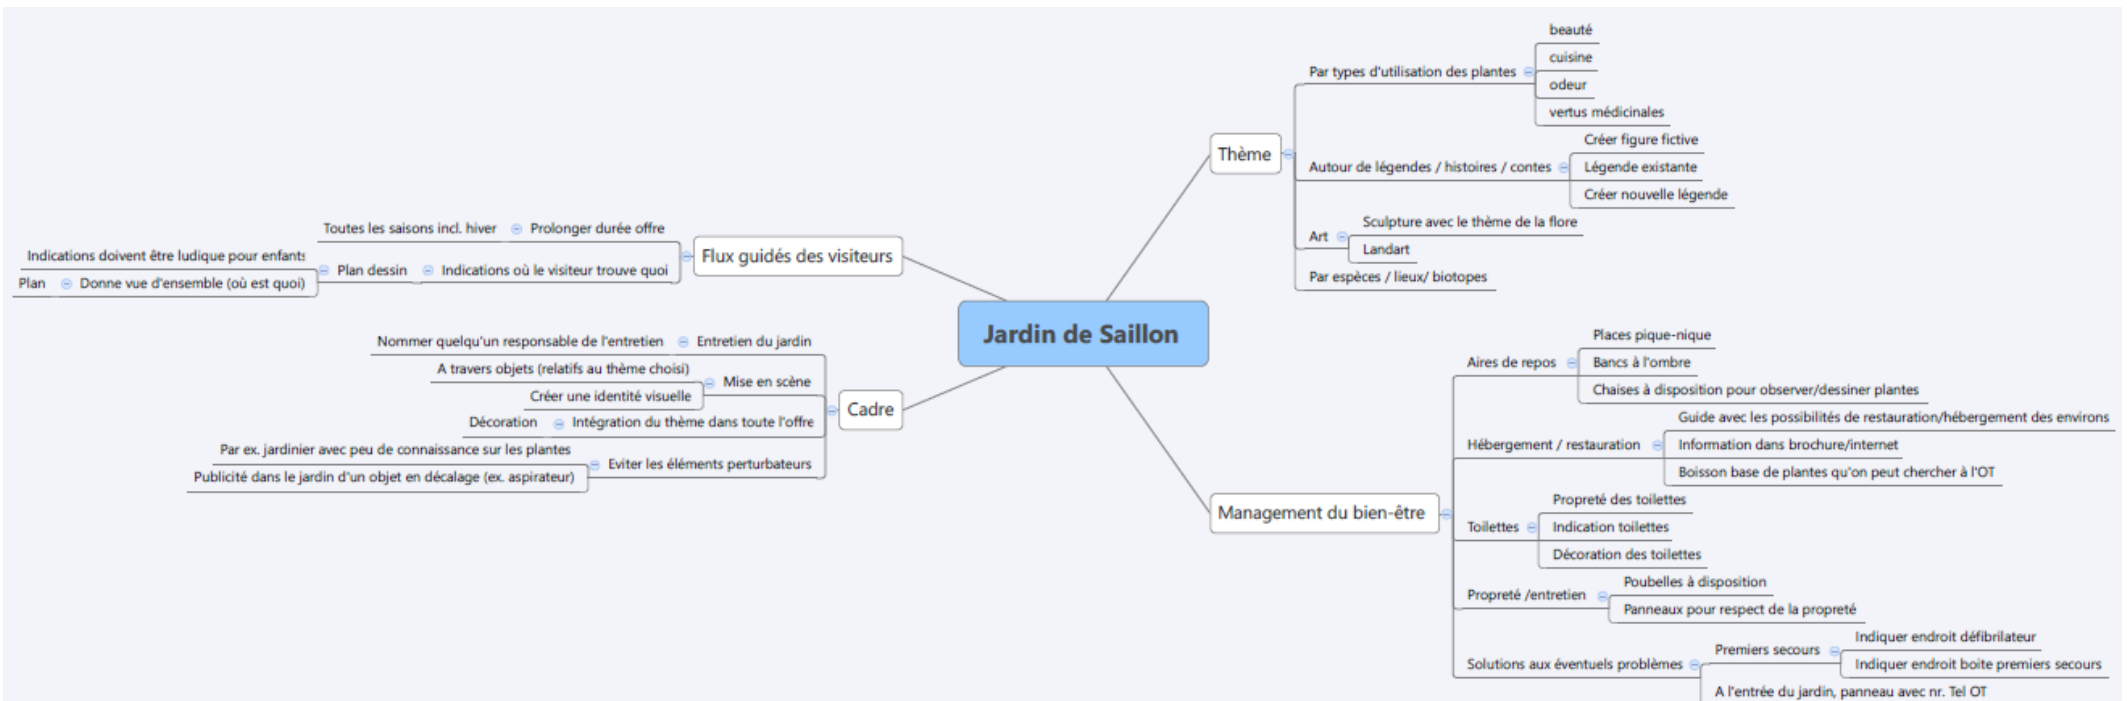 Jardin de Saillon
Thème
Par types d'utilisation des plantes
beauté
cuisine
odeur
vertus médicinales
Autour de légendes / histoires / contes
Créer figure fictive
Légende existante
Créer nouvelle légende
Art
Sculpture avec le thème de la flore
Landart
Par espèces / lieux/ biotopes
Management du bien-être
Aires de repos
Places pique-nique
Bancs à l'ombre
Chaises à disposition pour observer/dessiner plantes
Hébergement / restauration
Guide avec les possibilités de restauration/hébergement des environs
Information dans brochure/internet
Boisson base de plantes qu'on peut chercher à l'OT
Toilettes
Propreté des toilettes
Indication toilettes
Décoration des toilettes
Propreté /entretien
Poubelles à disposition
Panneaux pour respect de la propreté
Solutions aux éventuels problèmes
Premiers secours
Indiquer endroit défibrilateur
Indiquer endroit boite premiers secours
A l'entrée du jardin, panneau avec nr. Tel OT
Flux guidés des visiteurs
Prolonger durée offre
Toutes les saisons incl. hiver
Indications où le visiteur trouve quoi
Plan dessin
Indications doivent être ludique pour enfants
Donne vue d'ensemble (où est quoi)
Plan
Cadre
Entretien du jardin
Nommer quelqu'un responsable de l'entretien
Mise en scène
A travers objets (relatifs au thème choisi)
Créer une identité visuelle
Intégration du thème dans toute l'offre
Décoration
Eviter les éléments perturbateurs
Par ex. jardinier avec peu de connaissance sur les plantes
Publicité dans le jardin d'un objet en décalage (ex. aspirateur)